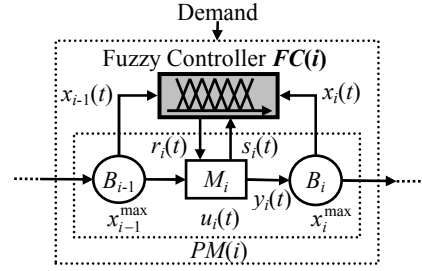 Demand
Fuzzy Controller FC(i)
x_{i-1}(t) x_i(t)
r_i(t) s_i(t)
B_{i-1} M_i B_i
y_i(t)
x_{i-1}^{max} u_i(t) x_i^{max}
PM(i)